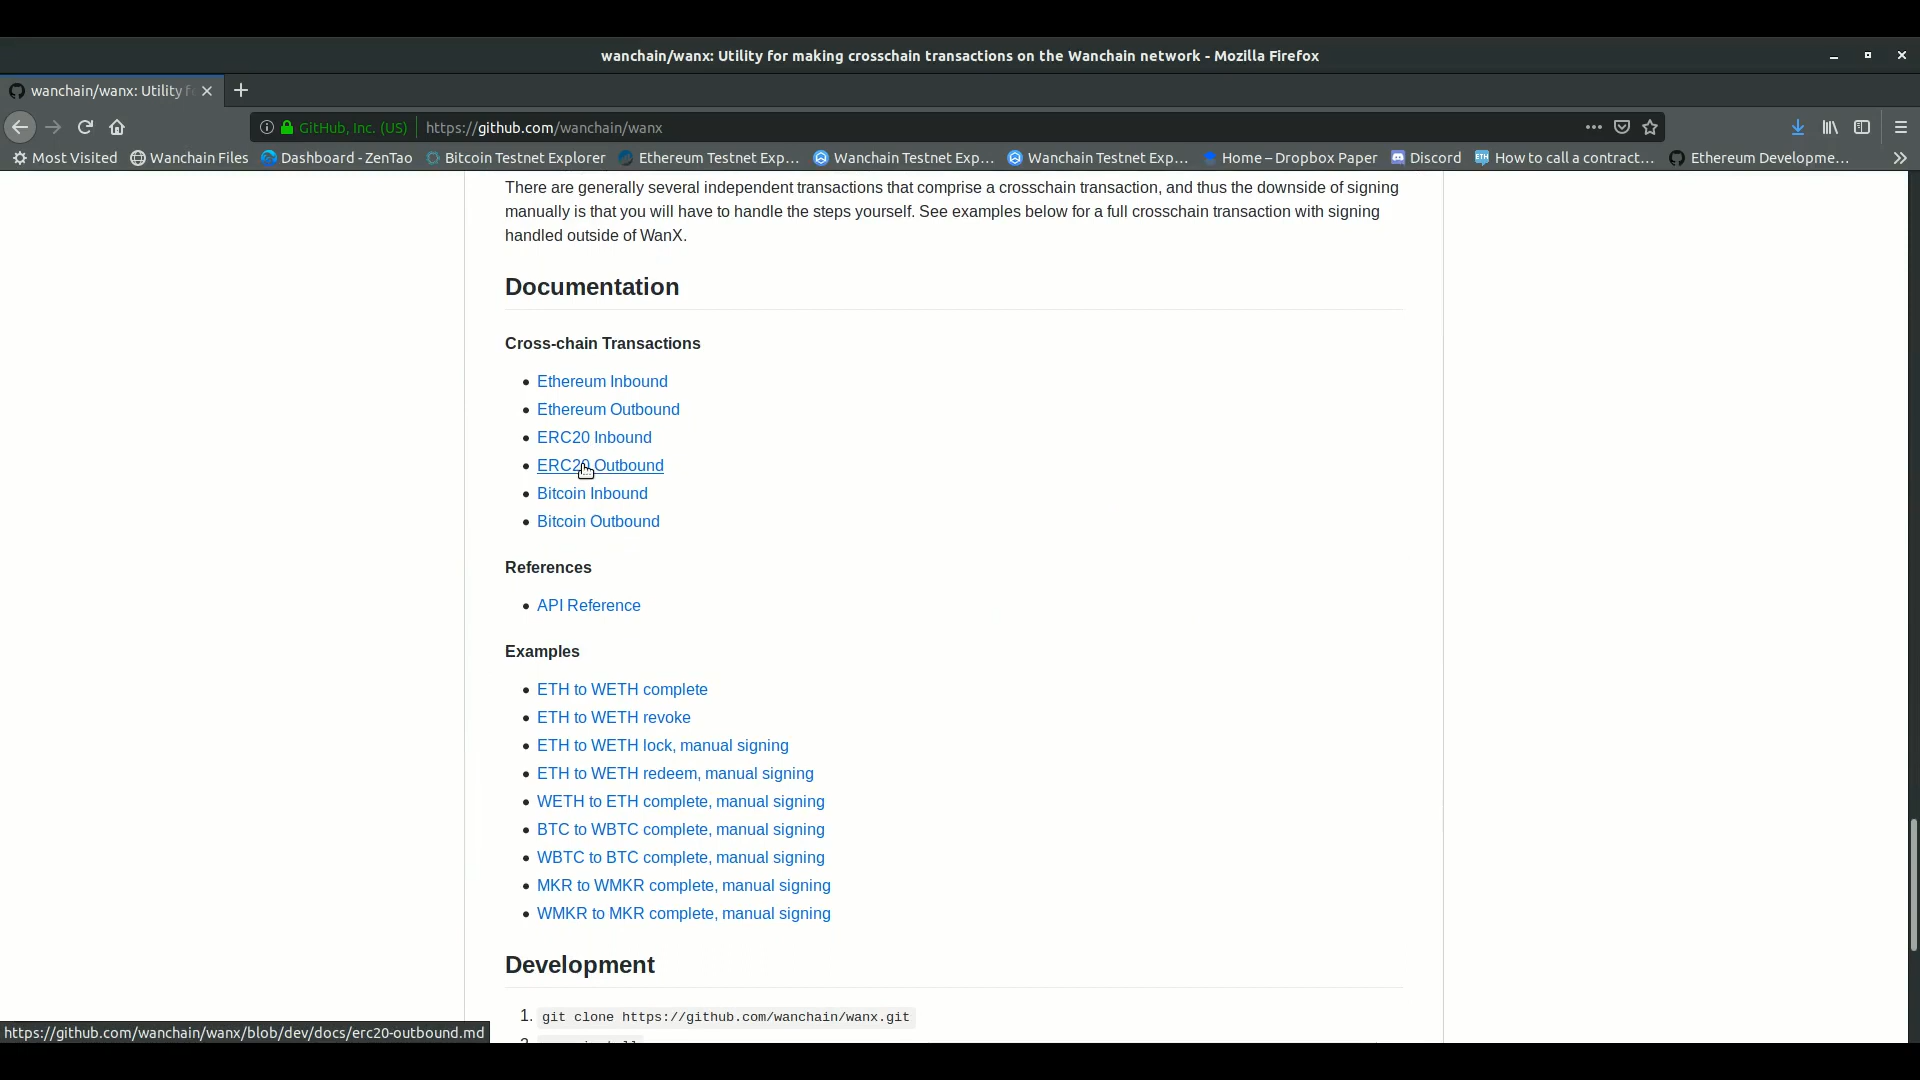 wanchain/wanx: Utility for making crosschain transactions on the Wanchain network - Mozilla Firefox
wanchain/wanx: Utility f
GitHub, Inc. (US) https://github.com/wanchain/wanx
Most Visited Wanchain Files Dashboard - ZenTao Bitcoin Testnet Explorer Ethereum Testnet Exp... Wanchain Testnet Exp... Wanchain Testnet Exp... Home – Dropbox Paper Discord How to call a contract... Ethereum Developme...
There are generally several independent transactions that comprise a crosschain transaction, and thus the downside of signing
manually is that you will have to handle the steps yourself. See examples below for a full crosschain transaction with signing
handled outside of WanX.
Documentation
Cross-chain Transactions
Ethereum Inbound
Ethereum Outbound
ERC20 Inbound
ERC20 Outbound
Bitcoin Inbound
Bitcoin Outbound
References
API Reference
Examples
ETH to WETH complete
ETH to WETH revoke
ETH to WETH lock, manual signing
ETH to WETH redeem, manual signing
WETH to ETH complete, manual signing
BTC to WBTC complete, manual signing
WBTC to BTC complete, manual signing
MKR to WMKR complete, manual signing
WMKR to MKR complete, manual signing
Development
1. git clone https://github.com/wanchain/wanx.git
https://github.com/wanchain/wanx/blob/dev/docs/erc20-outbound.md